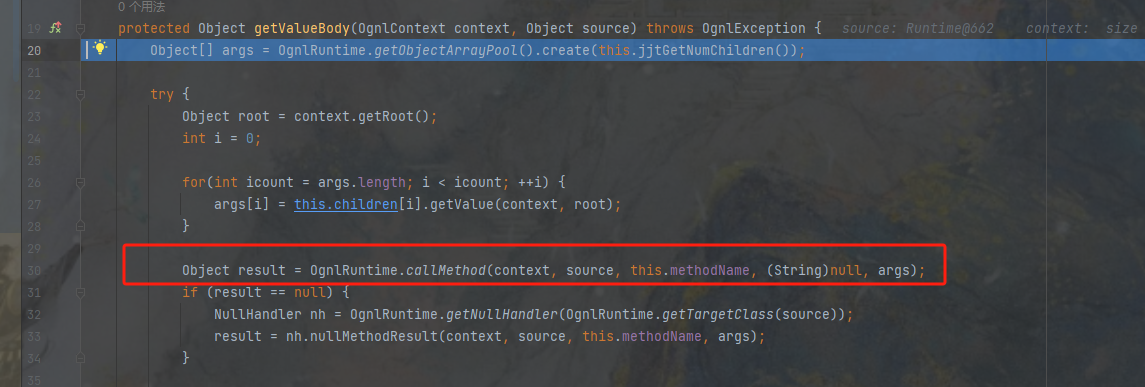 0 个用法
19 protected Object getValueBody(OgnlContext context, Object source) throws OgnlException { source: Runtime@662 context: size
20 Object[] args = OgnlRuntime.getObjectArrayPool().create(this.jjtGetNumChildren());
21
22 try {
23 Object root = context.getRoot();
24 int i = 0;
25
26 for(int icount = args.length; i < icount; ++i) {
27 args[i] = this.children[i].getValue(context, root);
28 }
29
30 Object result = OgnlRuntime.callMethod(context, source, this.methodName, (String)null, args);
31 if (result == null) {
32 NullHandler nh = OgnlRuntime.getNullHandler(OgnlRuntime.getTargetClass(source));
33 result = nh.nullMethodResult(context, source, this.methodName, args);
34 }
35